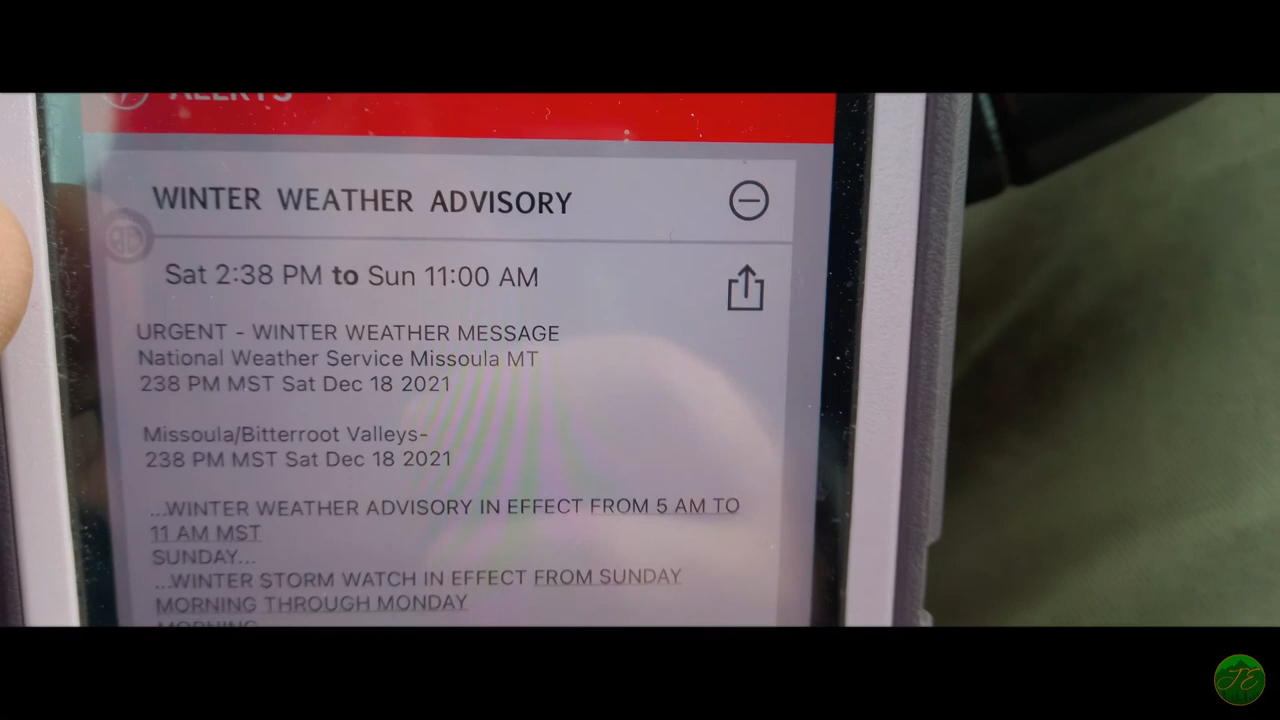 ALERTS
WINTER WEATHER ADVISORY
Sat 2:38 PM to Sun 11:00 AM
URGENT - WINTER WEATHER MESSAGE
National Weather Service Missoula MT
238 PM MST Sat Dec 18 2021
Missoula/Bitterroot Valleys-
238 PM MST Sat Dec 18 2021
...WINTER WEATHER ADVISORY IN EFFECT FROM 5 AM TO
11 AM MST
SUNDAY...
...WINTER STORM WATCH IN EFFECT FROM SUNDAY
MORNING THROUGH MONDAY
MORNING
JE